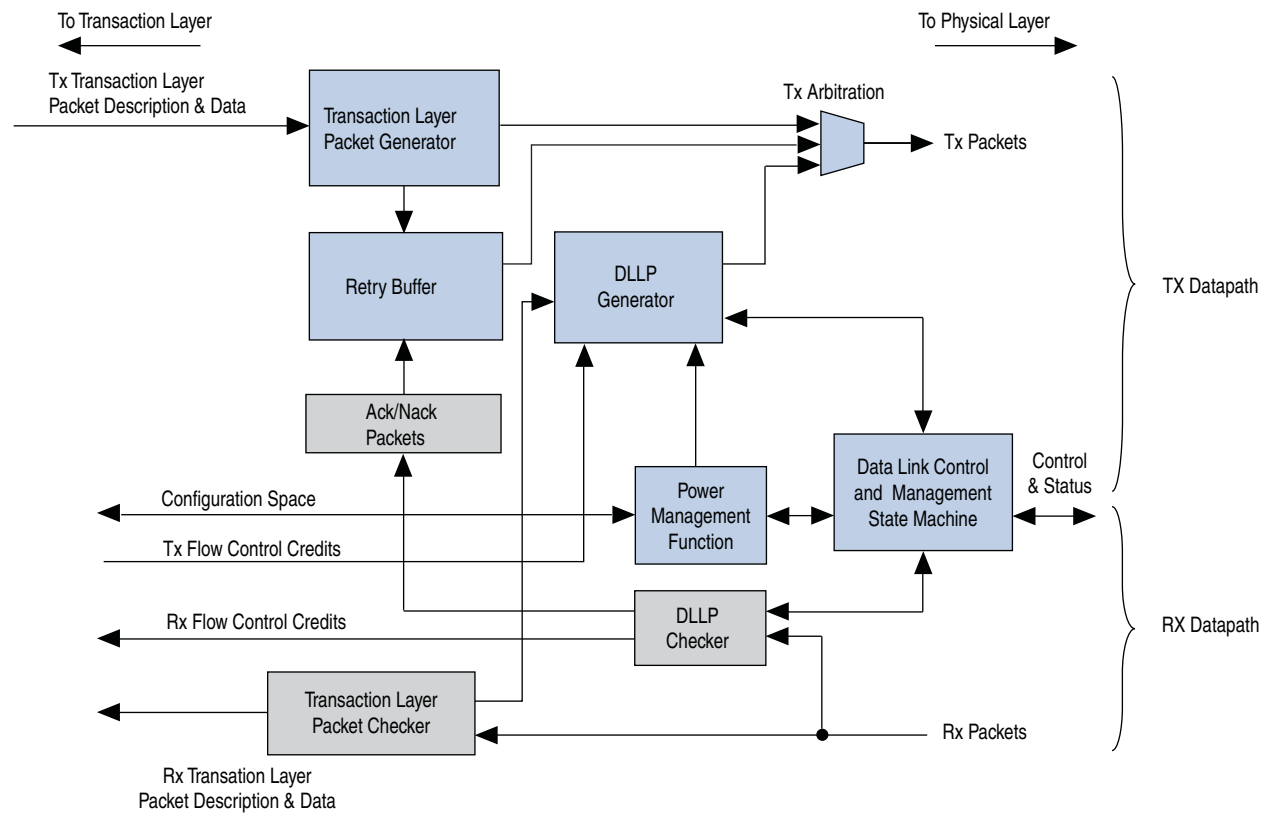 To Transaction Layer
To Physical Layer
Tx Transaction Layer
Packet Description & Data
Transaction Layer
Packet Generator
Tx Arbitration
Tx Packets
Retry Buffer
DLLP
Generator
TX Datapath
Ack/Nack
Packets
Configuration Space
Power
Management
Function
Data Link Control
and Management
State Machine
Control
& Status
Tx Flow Control Credits
Rx Flow Control Credits
DLLP
Checker
RX Datapath
Transaction Layer
Packet Checker
Rx Packets
Rx Transation Layer
Packet Description & Data